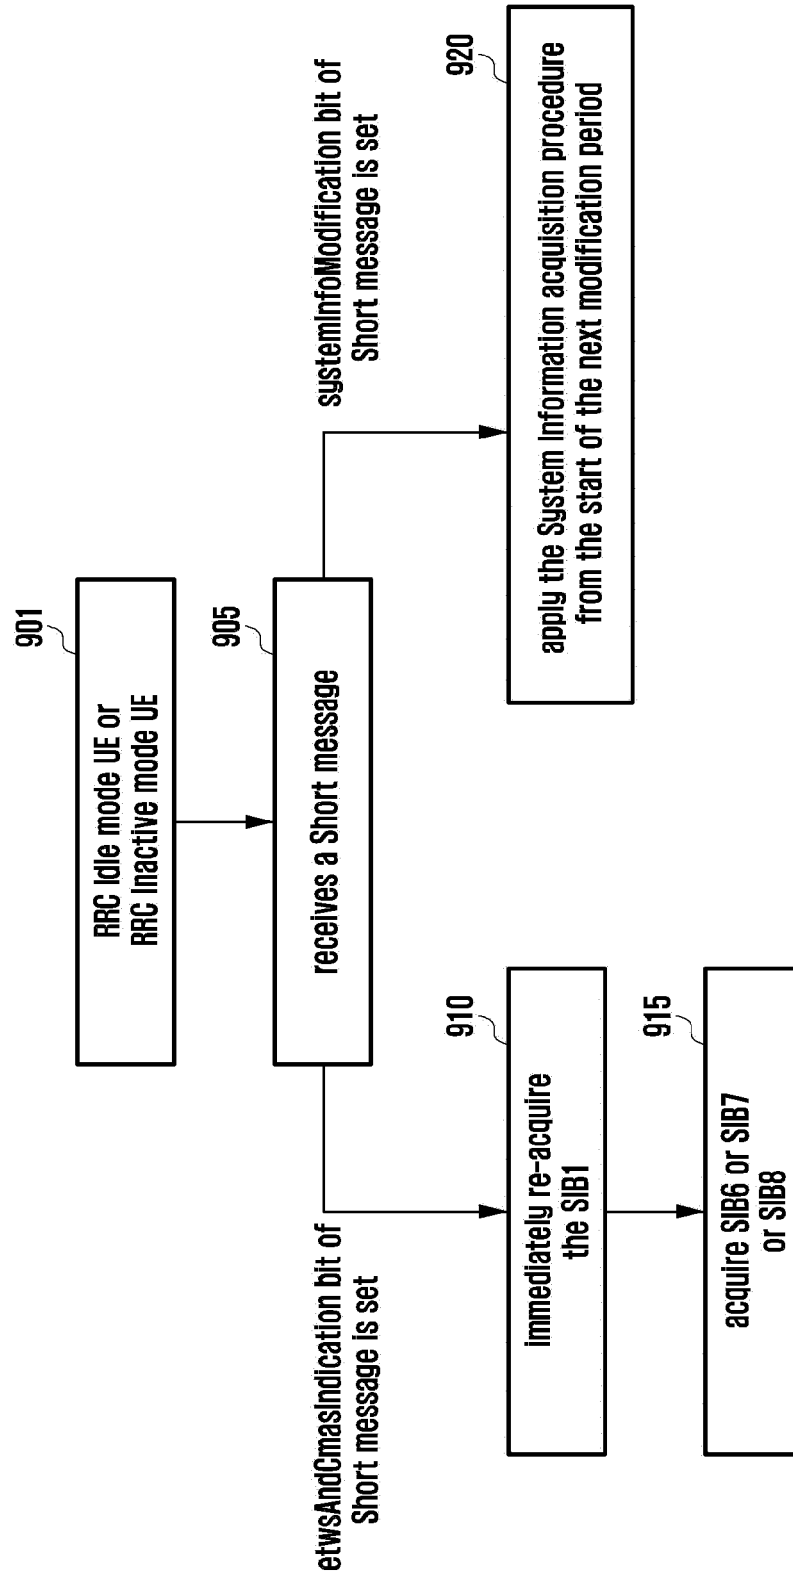 901
RRC Idle mode UE or
RRC Inactive mode UE
905
receives a Short message
etwsAndCmasIndication bit of
Short message is set
systemInfoModification bit of
Short message is set
910
immediately re-acquire
the SIB1
920
apply the System Information acquisition procedure
from the start of the next modification period
915
acquire SIB6 or SIB7
or SIB8